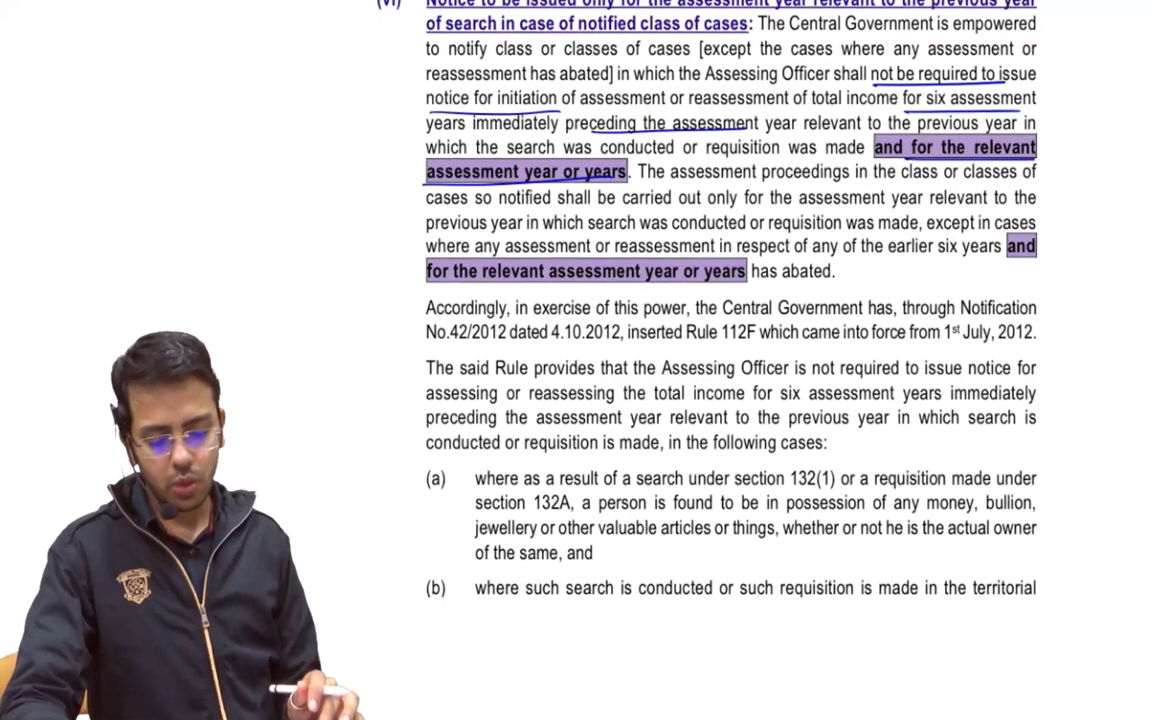 (vi) Notice to be issued only for the assessment year relevant to the previous year
of search in case of notified class of cases: The Central Government is empowered
to notify class or classes of cases [except the cases where any assessment or
reassessment has abated] in which the Assessing Officer shall not be required to issue
notice for initiation of assessment or reassessment of total income for six assessment
years immediately preceding the assessment year relevant to the previous year in
which the search was conducted or requisition was made and for the relevant
assessment year or years. The assessment proceedings in the class or classes of
cases so notified shall be carried out only for the assessment year relevant to the
previous year in which search was conducted or requisition was made, except in cases
where any assessment or reassessment in respect of any of the earlier six years and
for the relevant assessment year or years has abated.
Accordingly, in exercise of this power, the Central Government has, through Notification
No.42/2012 dated 4.10.2012, inserted Rule 112F which came into force from 1st July, 2012.
The said Rule provides that the Assessing Officer is not required to issue notice for
assessing or reassessing the total income for six assessment years immediately
preceding the assessment year relevant to the previous year in which search is
conducted or requisition is made, in the following cases:
(a) where as a result of a search under section 132(1) or a requisition made under
section 132A, a person is found to be in possession of any money, bullion,
jewellery or other valuable articles or things, whether or not he is the actual owner
of the same, and
(b) where such search is conducted or such requisition is made in the territorial